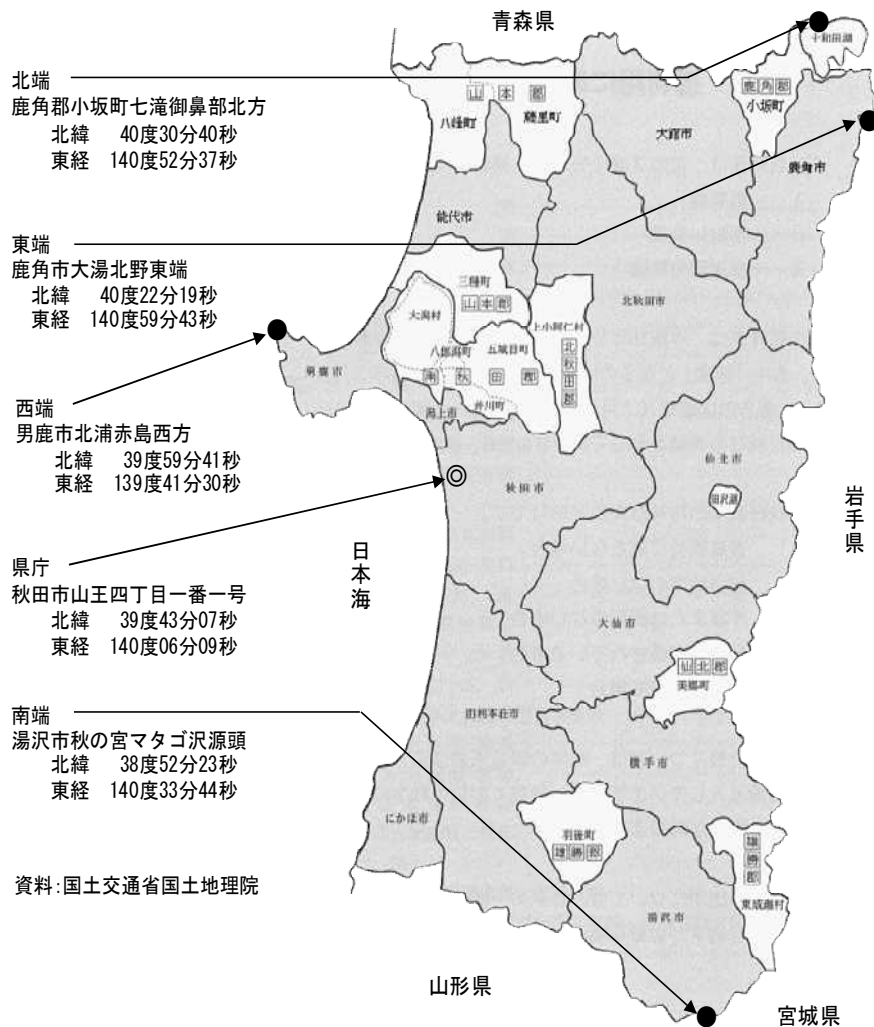 青森県
北端
鹿角郡小坂町七滝御鼻部北方
北緯 40度30分40秒
東経 140度52分37秒
東端
鹿角市大湯北野東端
北緯 40度22分19秒
東経 140度59分43秒
西端
男鹿市北浦赤島西方
北緯 39度59分41秒
東経 139度41分30秒
県庁
秋田市山王四丁目一番一号
北緯 39度43分07秒
東経 140度06分09秒
南端
湯沢市秋の宮マタゴ沢源頭
北緯 38度52分23秒
東経 140度33分44秒
資料:国土交通省国土地理院
十和田湖
鹿角郡
小坂町
山本郡
八峰町
藤里町
大館市
鹿角市
能代市
三種町
山本郡
大潟村
北秋田市
上小阿仁村
北秋田郡
八郎潟町
五城目町
南秋田郡
井川町
男鹿市
潟上市
仙北市
田沢湖
秋田市
岩手県
日本海
大仙市
仙北郡
美郷町
由利本荘市
横手市
にかほ市
羽後町
雄勝郡
雄勝郡
東成瀬村
湯沢市
山形県
宮城県